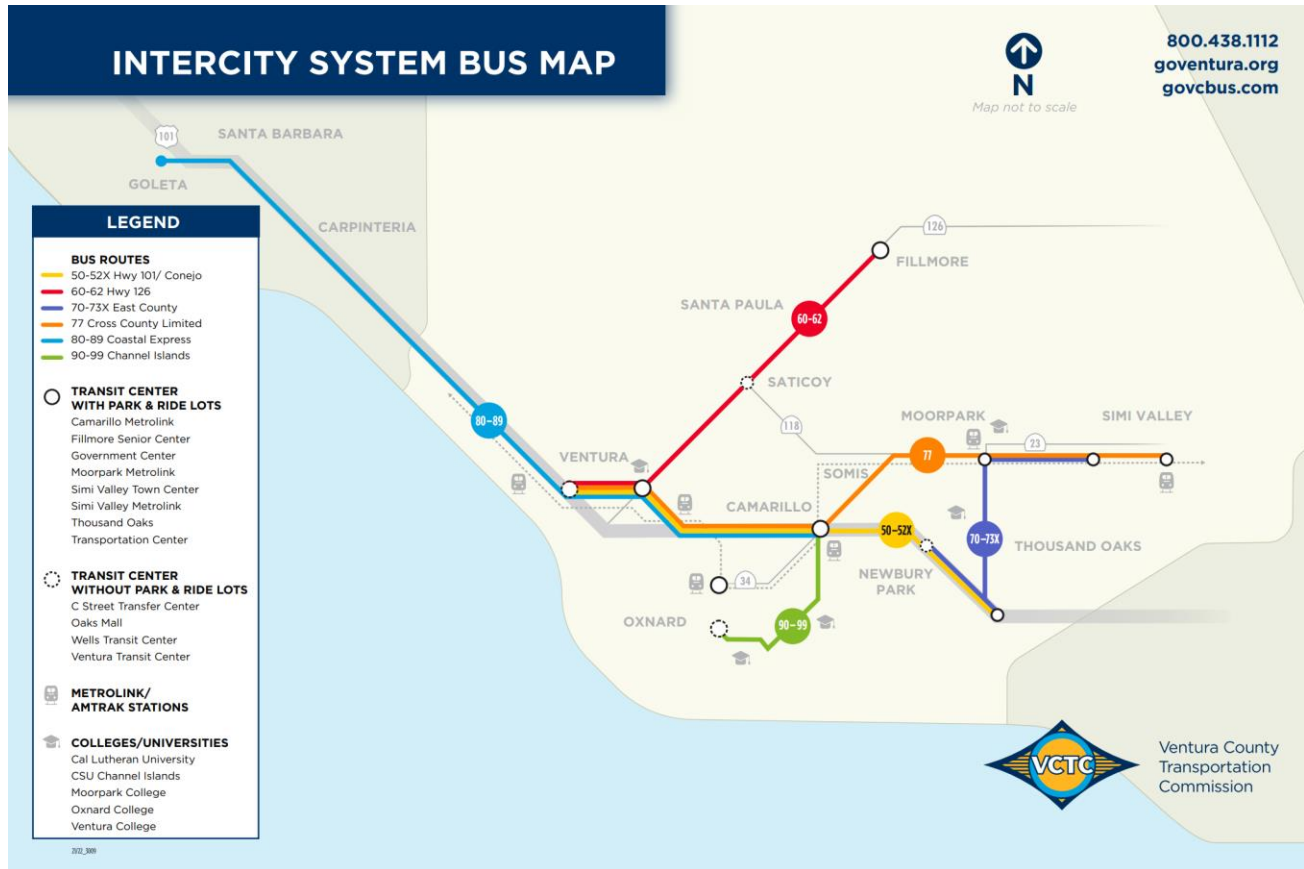 INTERCITY SYSTEM BUS MAP
N
Map not to scale
800.438.1112
goventura.org
govcbus.com
101
SANTA BARBARA
GOLETA
CARPINTERIA
126
FILLMORE
SANTA PAULA
60-62
SATICOY
118
MOORPARK
SIMI VALLEY
23
80-89
VENTURA
77
SOMIS
CAMARILLO
50-52X
70-73X
THOUSAND OAKS
NEWBURY
PARK
34
OXNARD
90-99
LEGEND
BUS ROUTES
50-52X Hwy 101/ Conejo
60-62 Hwy 126
70-73X East County
77 Cross County Limited
80-89 Coastal Express
90-99 Channel Islands
TRANSIT CENTER
WITH PARK & RIDE LOTS
Camarillo Metrolink
Fillmore Senior Center
Government Center
Moorpark Metrolink
Simi Valley Town Center
Simi Valley Metrolink
Thousand Oaks
Transportation Center
TRANSIT CENTER
WITHOUT PARK & RIDE LOTS
C Street Transfer Center
Oaks Mall
Wells Transit Center
Ventura Transit Center
METROLINK/
AMTRAK STATIONS
COLLEGES/UNIVERSITIES
Cal Lutheran University
CSU Channel Islands
Moorpark College
Oxnard College
Ventura College
VCTC
Ventura County
Transportation
Commission